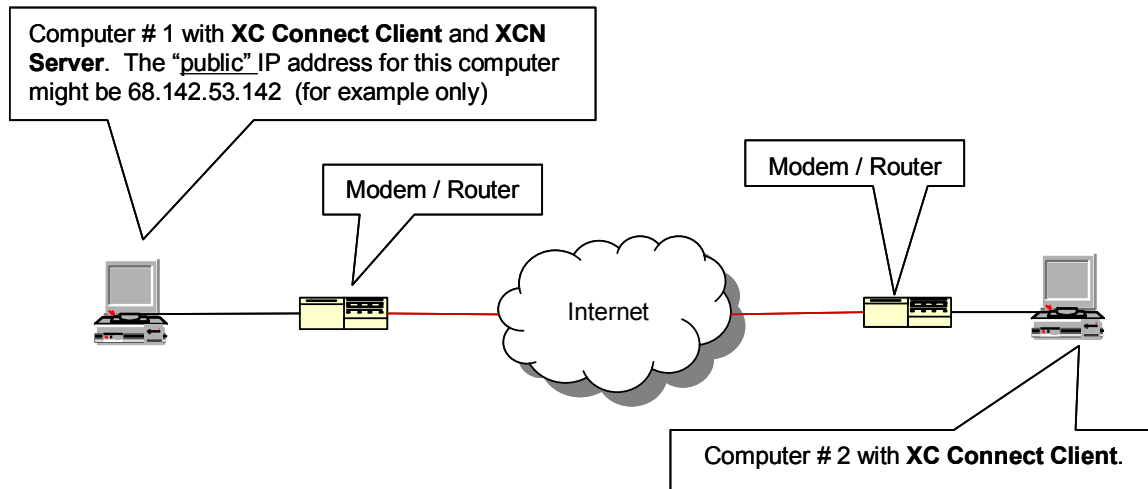 Computer # 1 with XC Connect Client and XCN
Server.  The “public” IP address for this computer
might be 68.142.53.142  (for example only)
Modem / Router
Modem / Router
Internet
Computer # 2 with XC Connect Client.